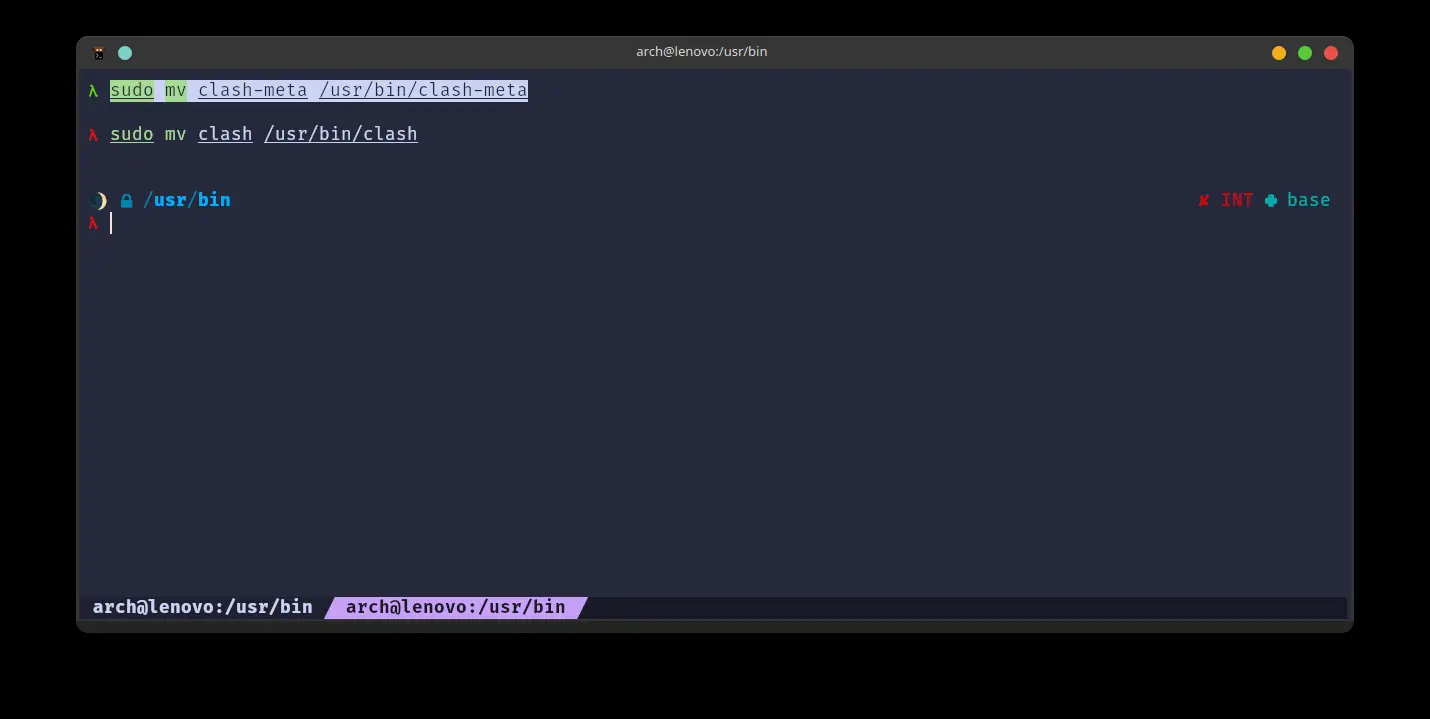 arch@lenovo:/usr/bin
λ sudo mv clash-meta /usr/bin/clash-meta
λ sudo mv clash /usr/bin/clash
/usr/bin ✘ INT base
λ
arch@lenovo:/usr/bin arch@lenovo:/usr/bin